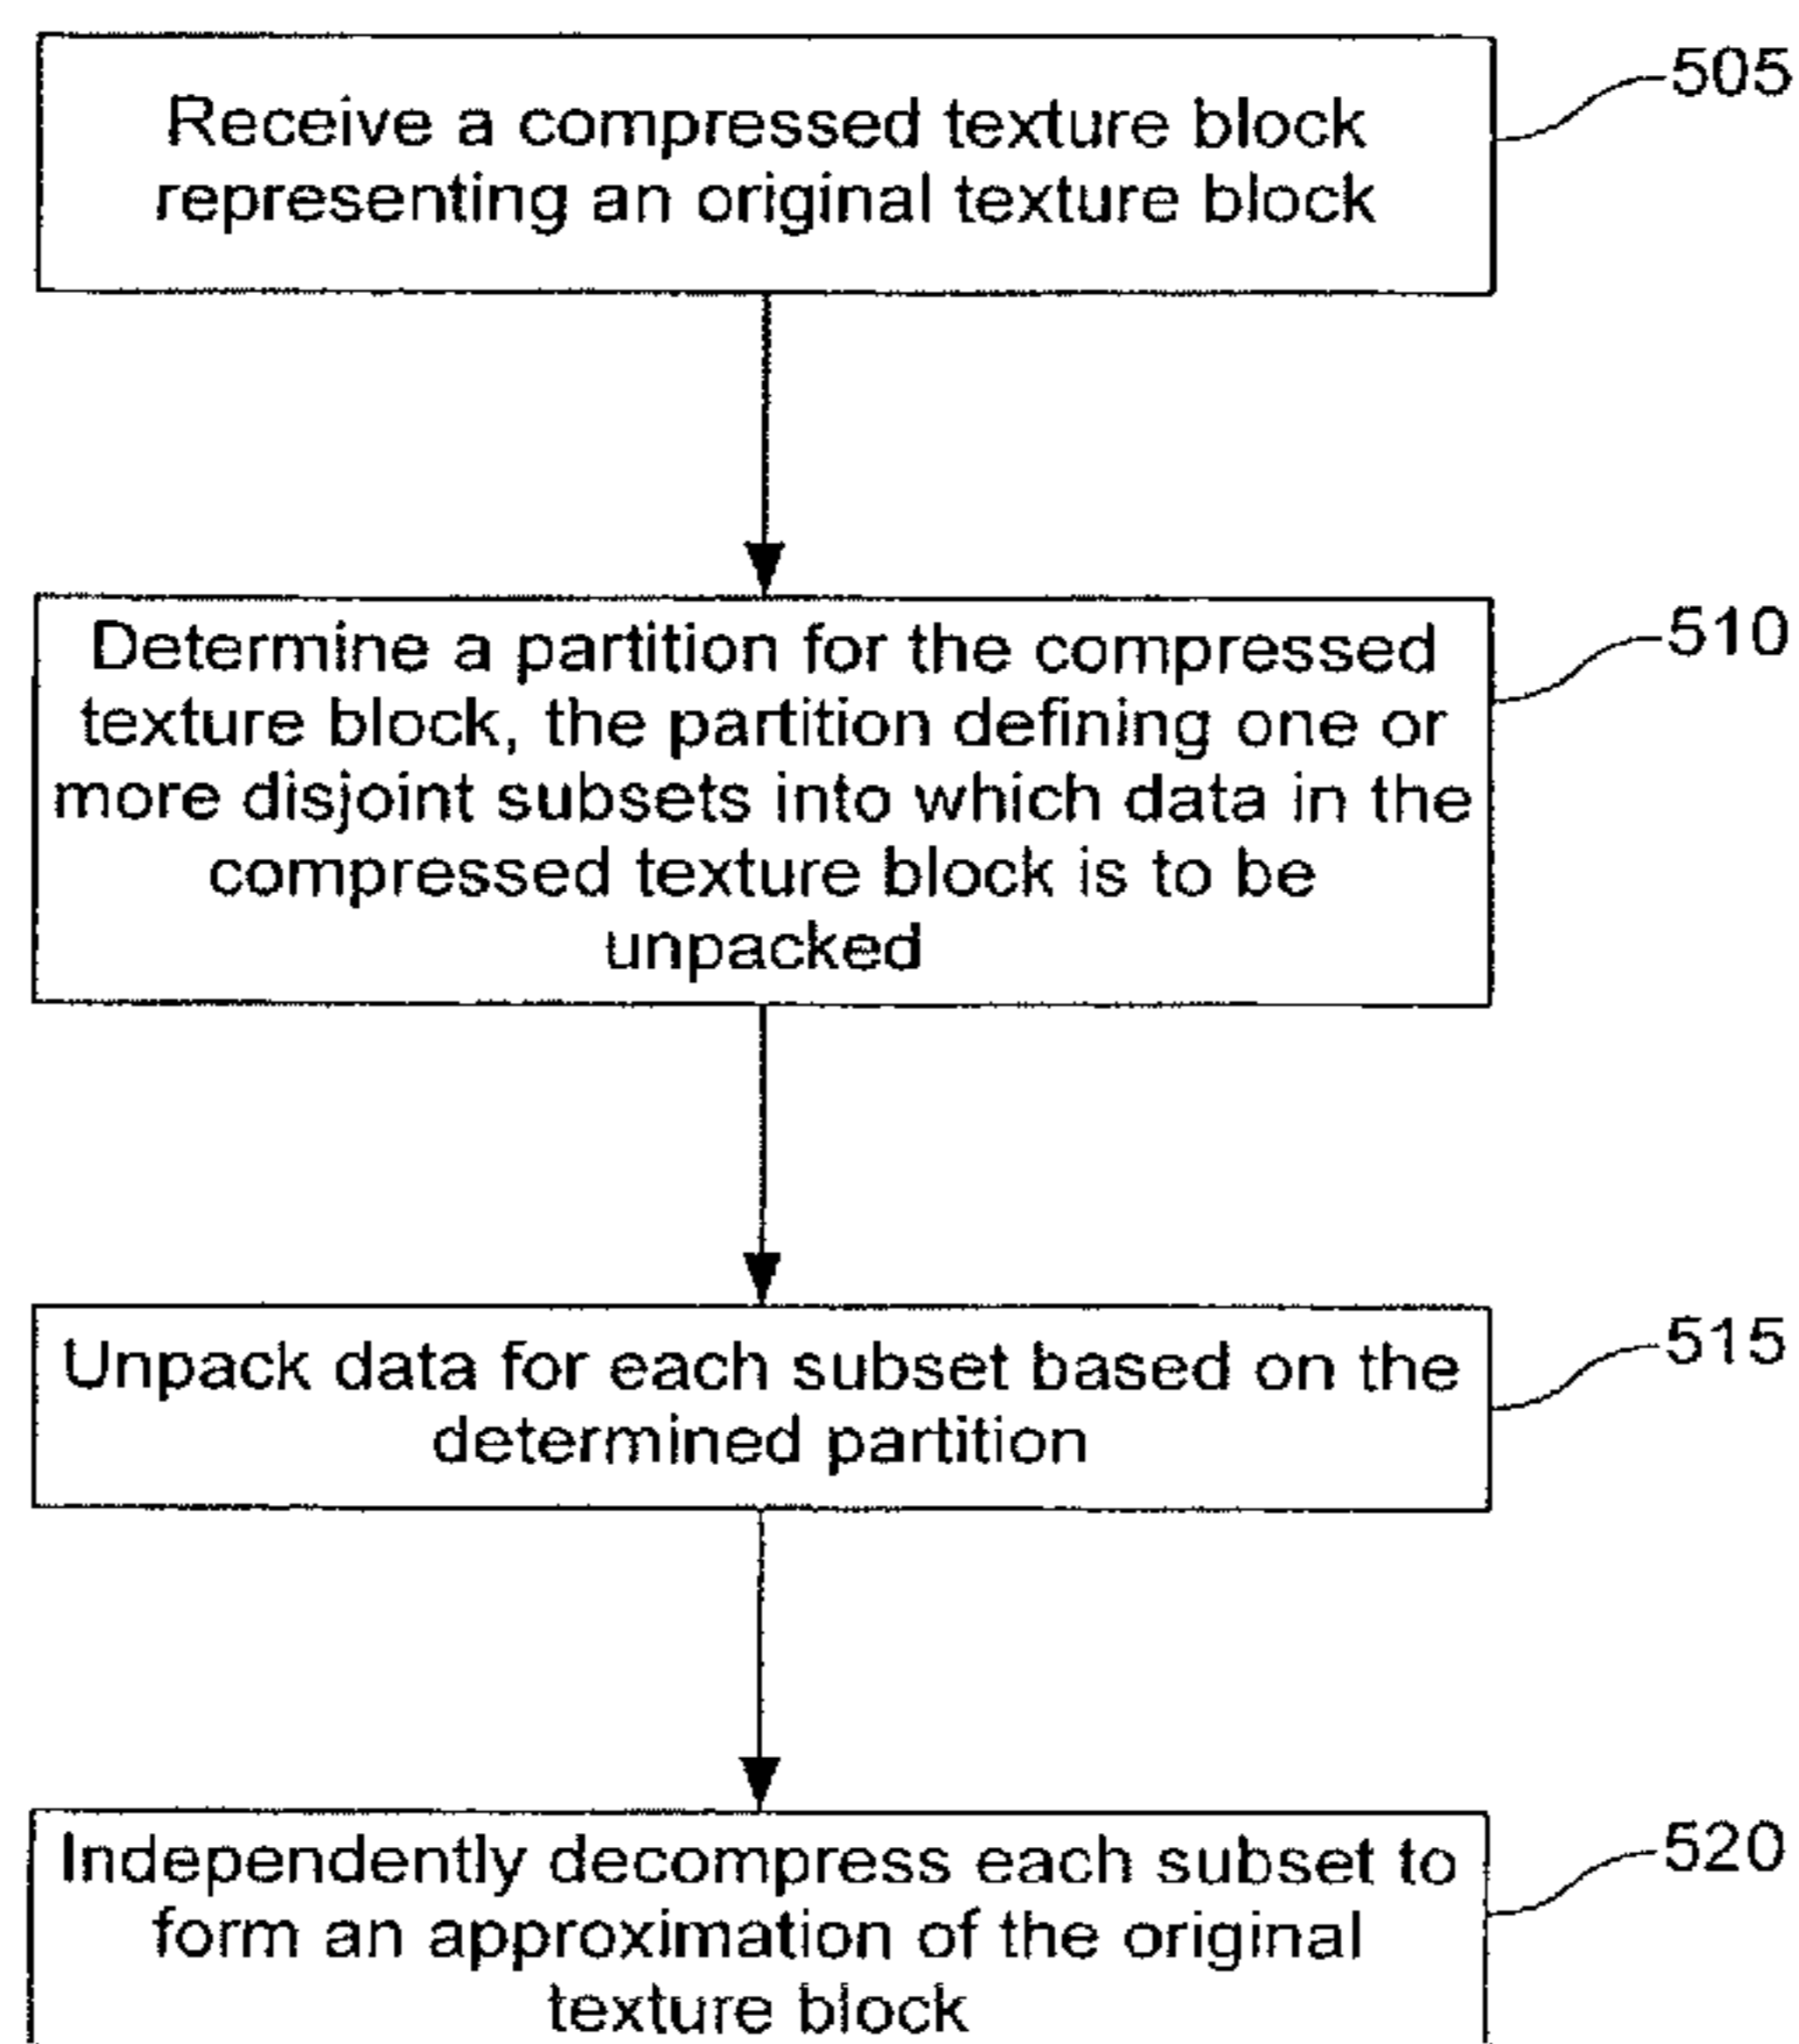 Receive a compressed texture block
representing an original texture block
505
Determine a partition for the compressed
texture block, the partition defining one or
more disjoint subsets into which data in the
compressed texture block is to be
unpacked
510
Unpack data for each subset based on the
determined partition
515
Independently decompress each subset to
form an approximation of the original
texture block
520